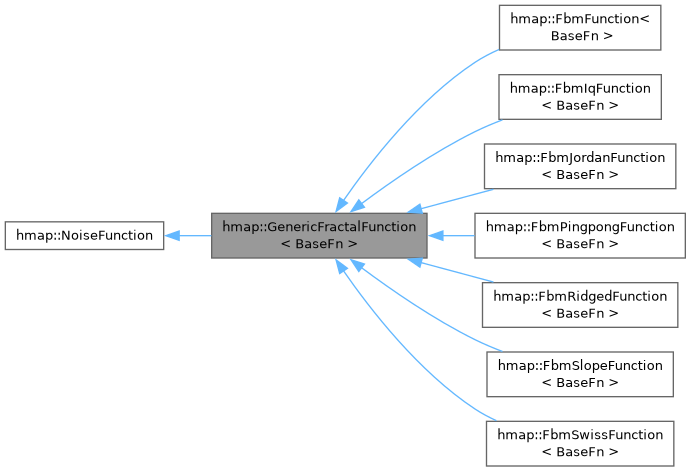 hmap::NoiseFunction
hmap::GenericFractalFunction
< BaseFn >
hmap::FbmFunction<
BaseFn >
hmap::FbmIqFunction
< BaseFn >
hmap::FbmJordanFunction
< BaseFn >
hmap::FbmPingpongFunction
< BaseFn >
hmap::FbmRidgedFunction
< BaseFn >
hmap::FbmSlopeFunction
< BaseFn >
hmap::FbmSwissFunction
< BaseFn >